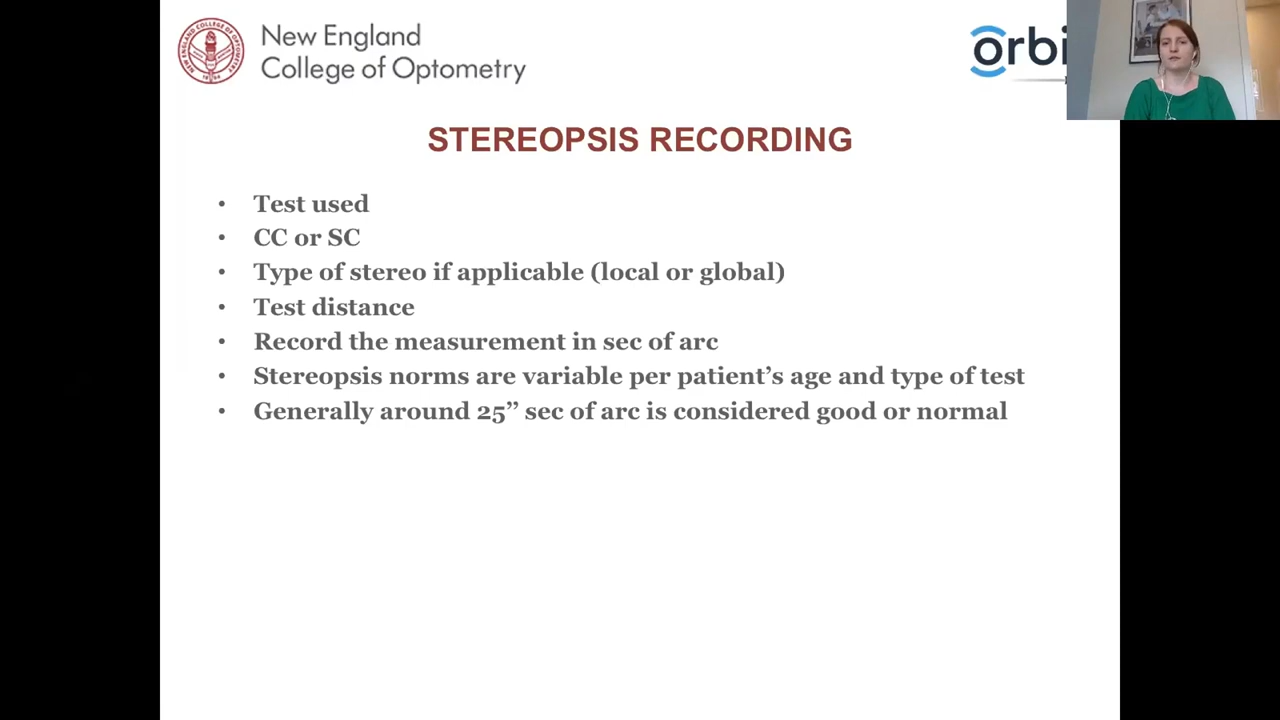 New England
College of Optometry
STEREOPSIS RECORDING
• Test used
• CC or SC
• Type of stereo if applicable (local or global)
• Test distance
• Record the measurement in sec of arc
• Stereopsis norms are variable per patient’s age and type of test
• Generally around 25” sec of arc is considered good or normal